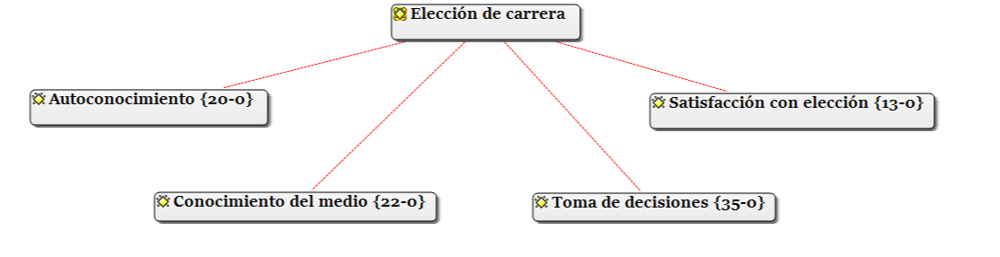 Elección de carrera
Autoconocimiento {20-0}
Satisfacción con elección {13-0}
Conocimiento del medio {22-0}
Toma de decisiones {35-0}